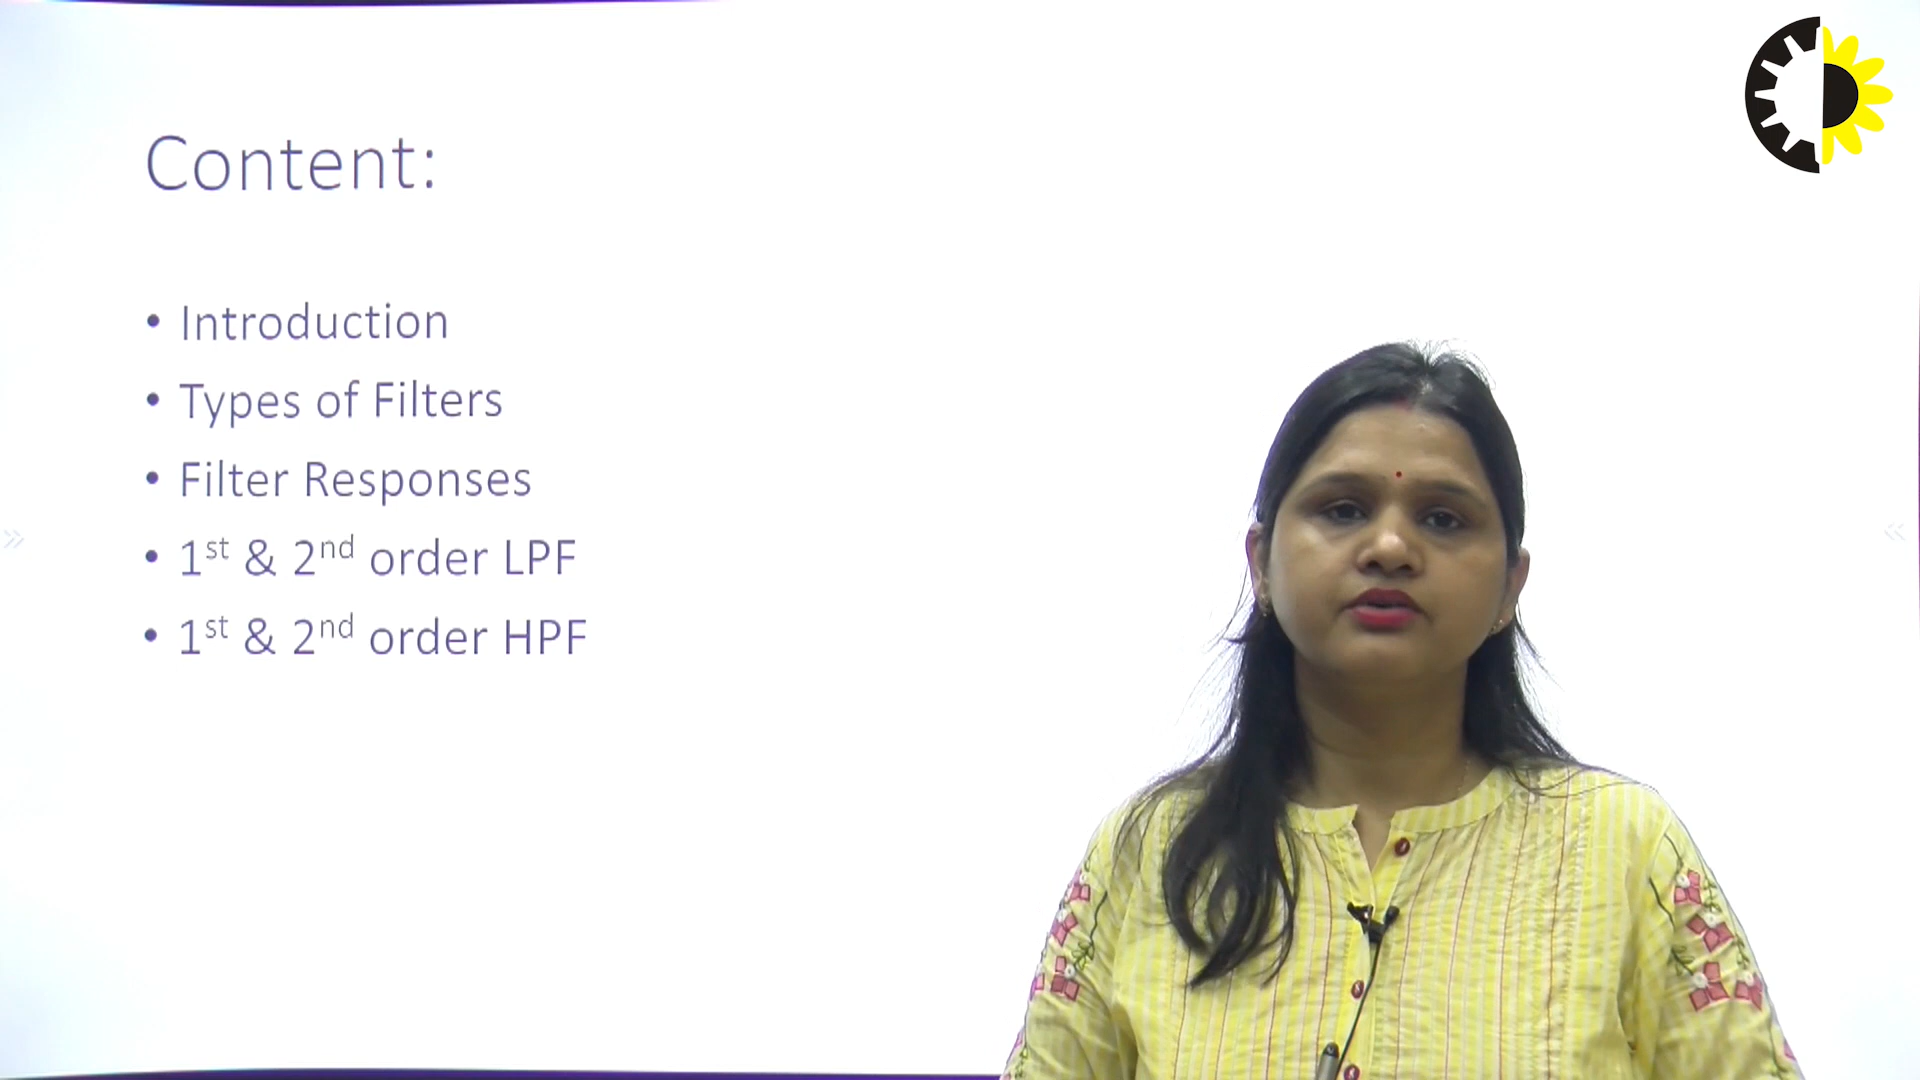 Content:
• Introduction
• Types of Filters
• Filter Responses
• 1st & 2nd order LPF
• 1st & 2nd order HPF